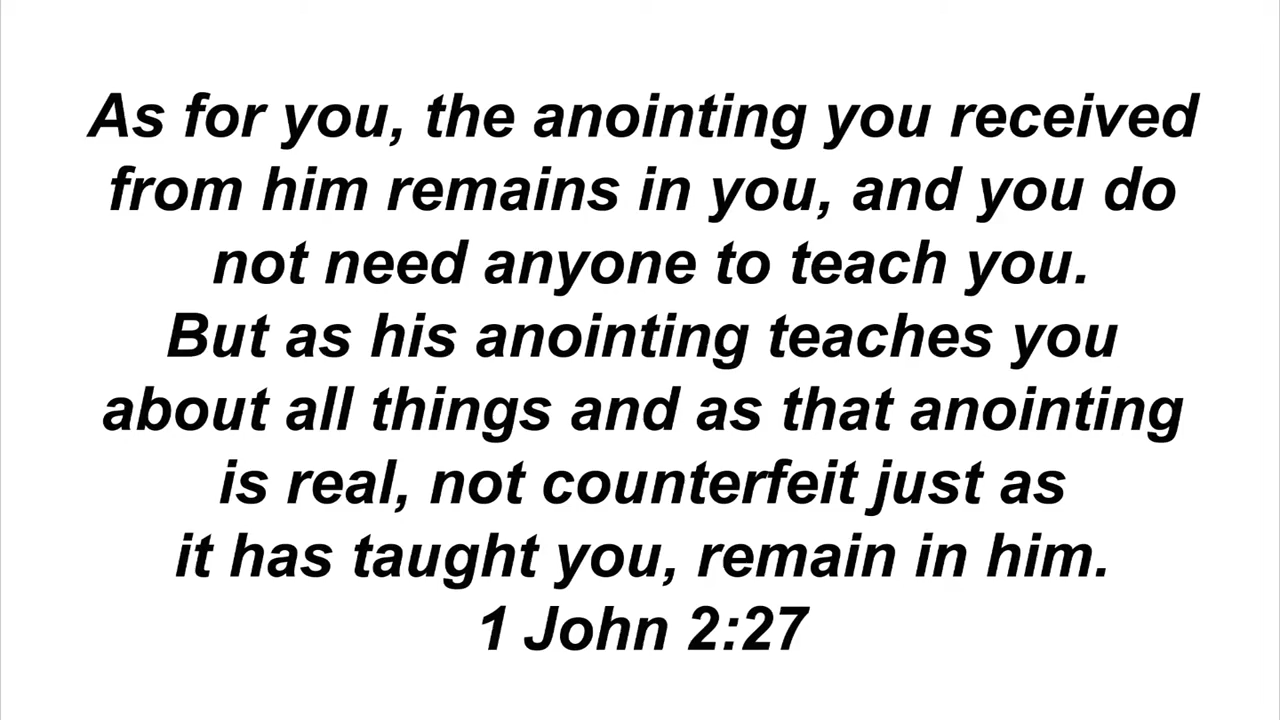 As for you, the anointing you received
from him remains in you, and you do
not need anyone to teach you.
But as his anointing teaches you
about all things and as that anointing
is real, not counterfeit just as
it has taught you, remain in him.
1 John 2:27